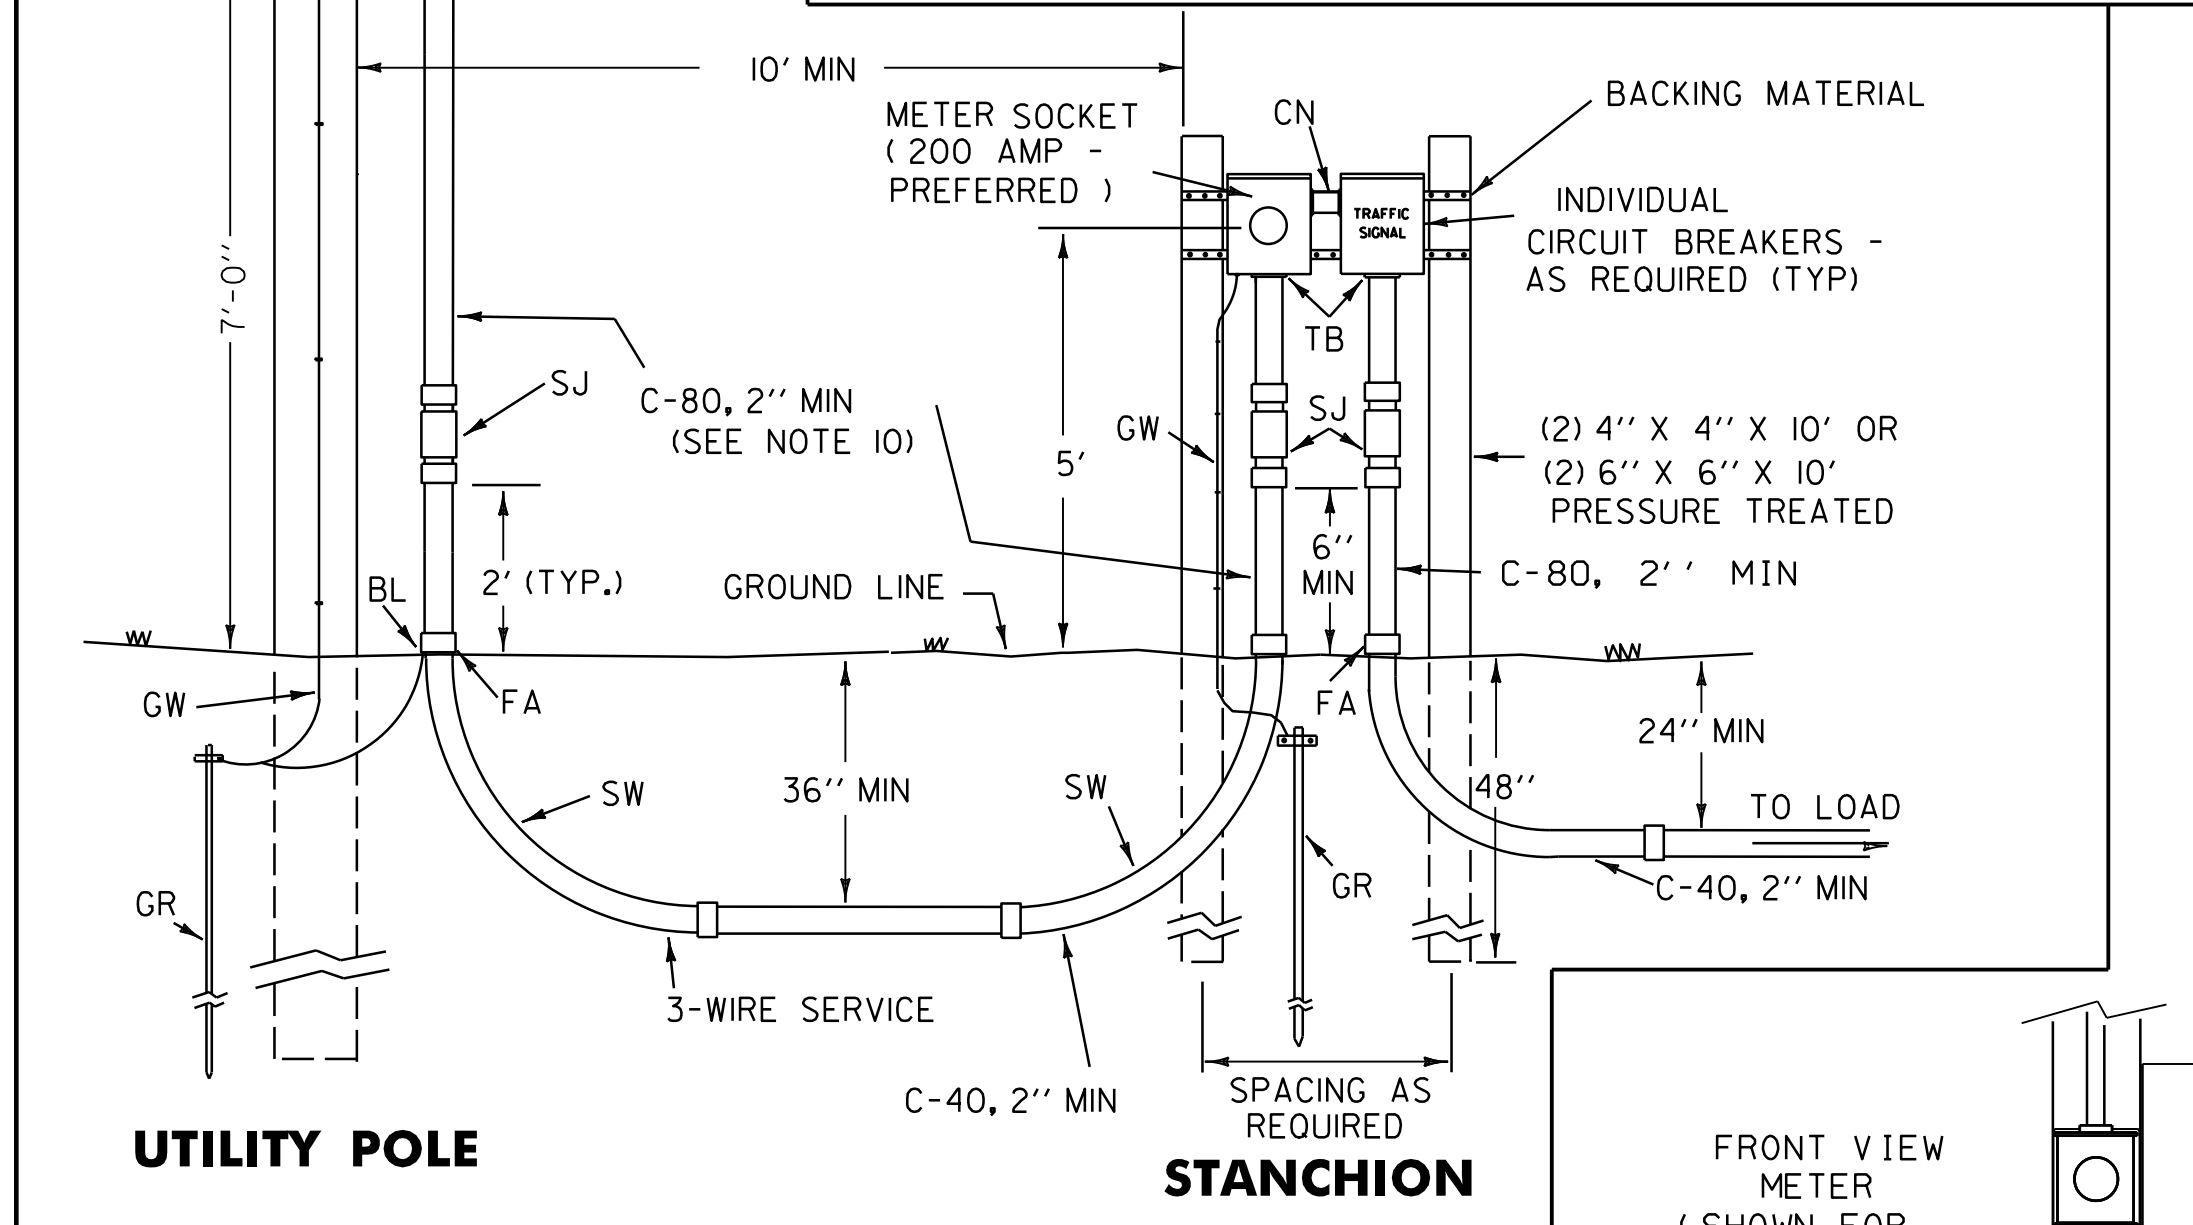 10' MIN
METER SOCKET
( 200 AMP -
PREFERRED )
CN
BACKING MATERIAL
TRAFFIC
SIGNAL
INDIVIDUAL
CIRCUIT BREAKERS -
AS REQUIRED (TYP)
7'-0"
TB
SJ
C-80, 2" MIN
(SEE NOTE 10)
GW
SJ
5'
(2) 4" X 4" X 10' OR
(2) 6" X 6" X 10'
PRESSURE TREATED
6"
MIN
BL
2' (TYP.)
GROUND LINE
C-80, 2" MIN
GW
FA
FA
24" MIN
36" MIN
SW
SW
48"
TO LOAD
GR
GR
C-40, 2" MIN
3-WIRE SERVICE
C-40, 2" MIN
SPACING AS
REQUIRED
UTILITY POLE
STANCHION
FRONT VIEW
METER
( SHOWN FOR